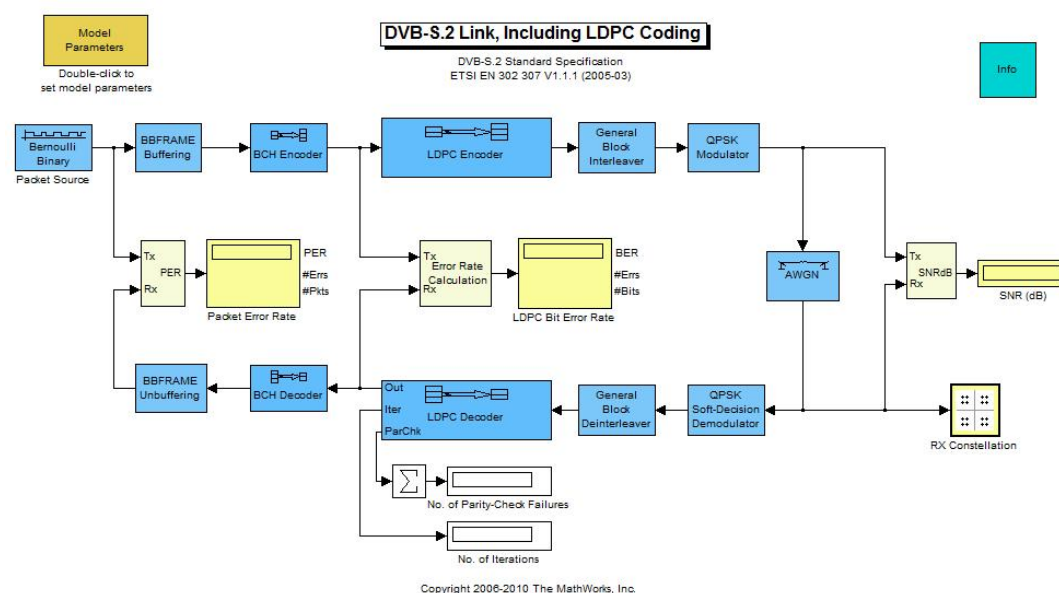 Model
Parameters
Double-click to
set model parameters
DVB-S.2 Link, Including LDPC Coding
DVB-S.2 Standard Specification
ETSI EN 302 307 V1.1.1 (2005-03)
Info
Bernoulli
Binary
Packet Source
BBFRAME
Buffering
BCH Encoder
LDPC Encoder
General
Block
Interleaver
QPSK
Modulator
Tx
Rx
PER
PER
#Errs
#Pkts
Packet Error Rate
Tx
Rx
Error Rate
Calculation
BER
#Errs
#Bits
LDPC Bit Error Rate
AWGN
Tx
Rx
SNRdB
SNR (dB)
BBFRAME
Unbuffering
BCH Decoder
Out
Iter
ParChk
LDPC Decoder
General
Block
Deinterleaver
QPSK
Soft-Decision
Demodulator
RX Constellation
Σ
No. of Parity-Check Failures
No. of Iterations
Copyright 2006-2010 The MathWorks, Inc.